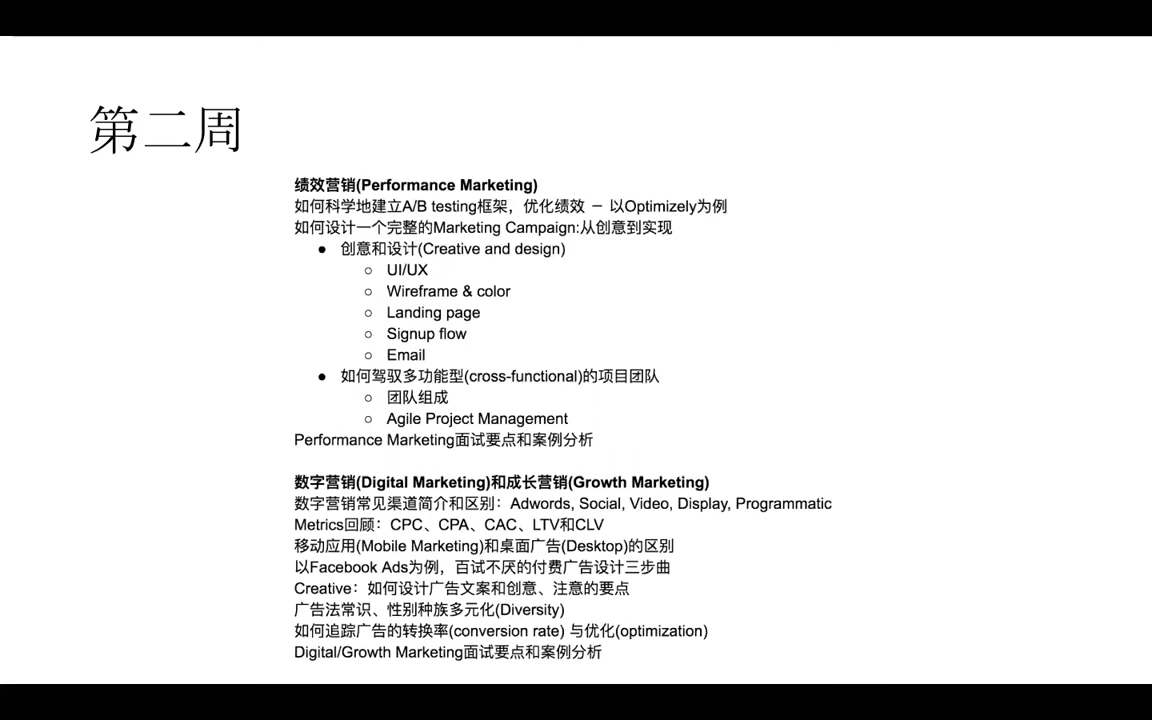 第二周
绩效营销(Performance Marketing)
如何科学地建立A/B testing框架，优化绩效 － 以Optimizely为例
如何设计一个完整的Marketing Campaign:从创意到实现
● 创意和设计(Creative and design)
○ UI/UX
○ Wireframe & color
○ Landing page
○ Signup flow
○ Email
● 如何驾驭多功能型(cross-functional)的项目团队
○ 团队组成
○ Agile Project Management
Performance Marketing面试要点和案例分析
数字营销(Digital Marketing)和成长营销(Growth Marketing)
数字营销常见渠道简介和区别：Adwords, Social, Video, Display, Programmatic
Metrics回顾：CPC、CPA、CAC、LTV和CLV
移动应用(Mobile Marketing)和桌面广告(Desktop)的区别
以Facebook Ads为例，百试不厌的付费广告设计三步曲
Creative：如何设计广告文案和创意、注意的要点
广告法常识、性别种族多元化(Diversity)
如何追踪广告的转换率(conversion rate) 与优化(optimization)
Digital/Growth Marketing面试要点和案例分析